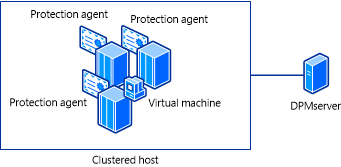 Protection agent
Protection agent
Protection agent
Virtual machine
DPMserver
Clustered host